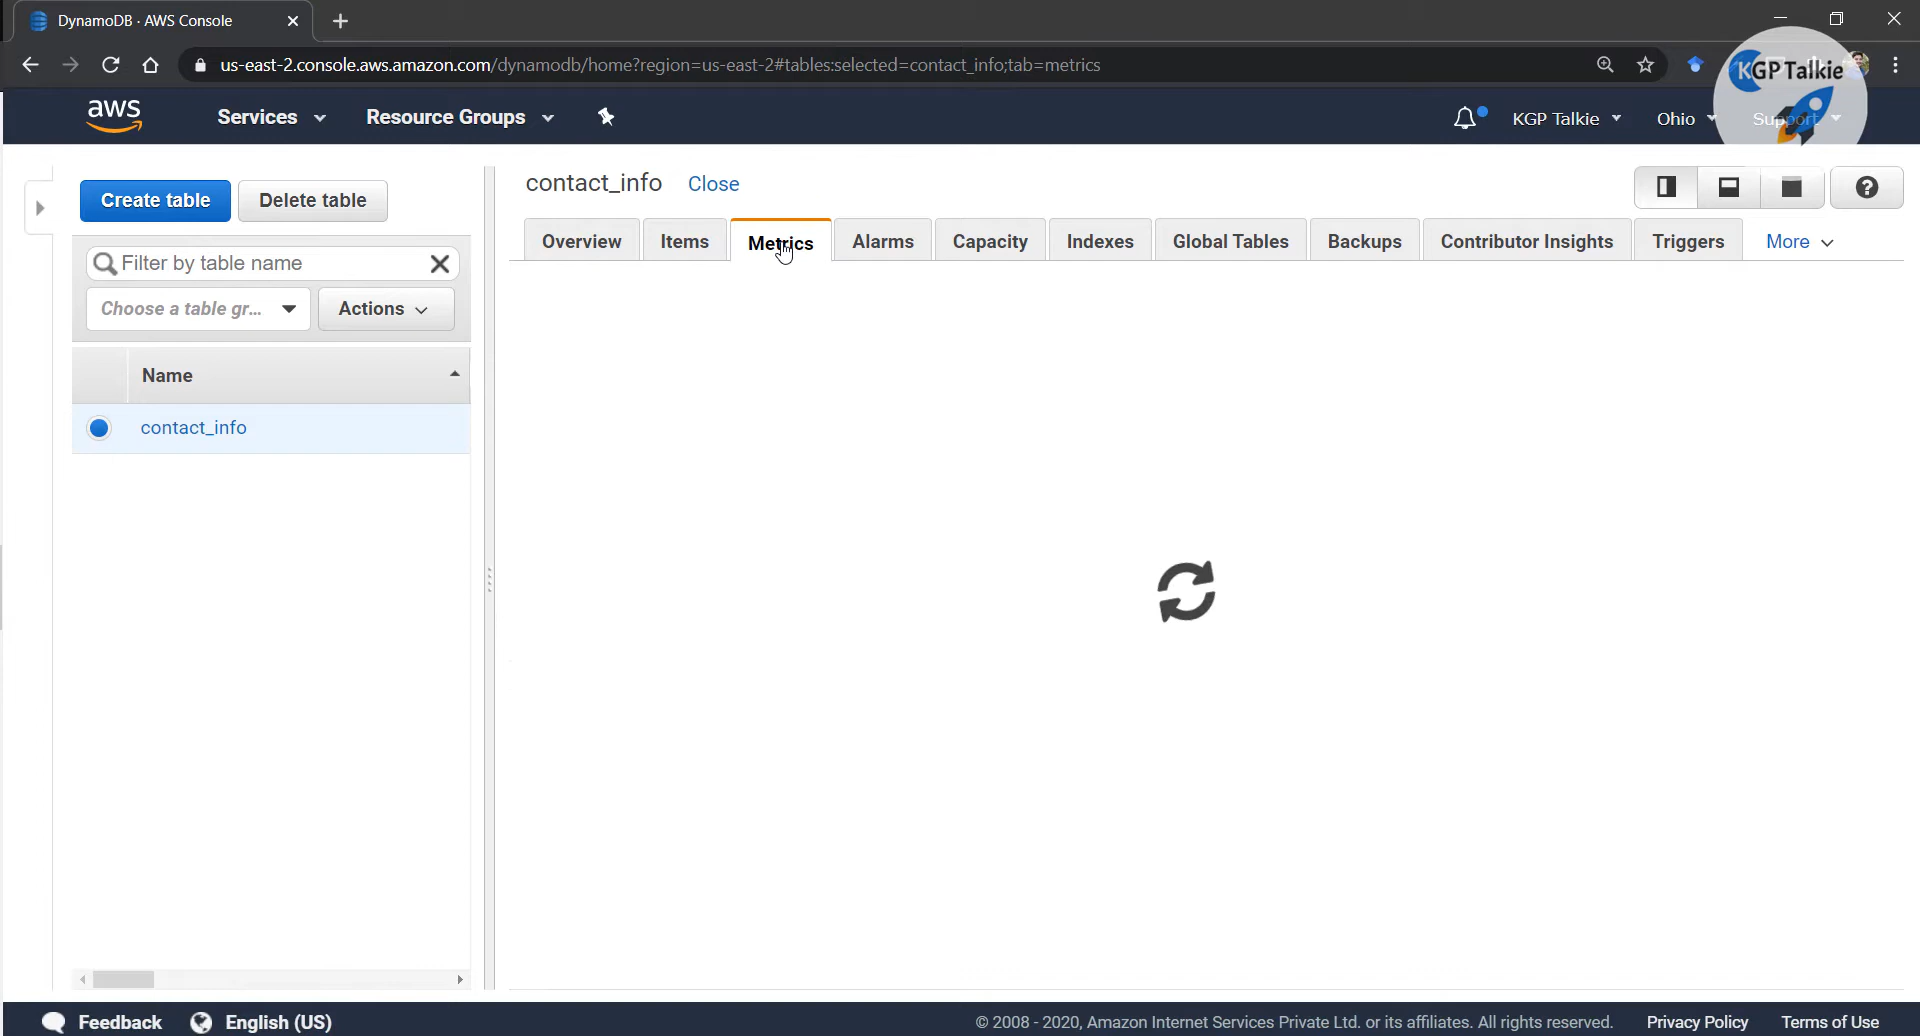 DynamoDB · AWS Console
us-east-2.console.aws.amazon.com/dynamodb/home?region=us-east-2#tables:selected=contact_info;tab=metrics
KGPTalkie
aws
Services
Resource Groups
KGP Talkie
Ohio
Support
Create table
Delete table
contact_info
Close
Overview
Items
Metrics
Alarms
Capacity
Indexes
Global Tables
Backups
Contributor Insights
Triggers
More
Filter by table name
Choose a table gr...
Actions
Name
contact_info
Feedback
English (US)
© 2008 - 2020, Amazon Internet Services Private Ltd. or its affiliates. All rights reserved.
Privacy Policy
Terms of Use